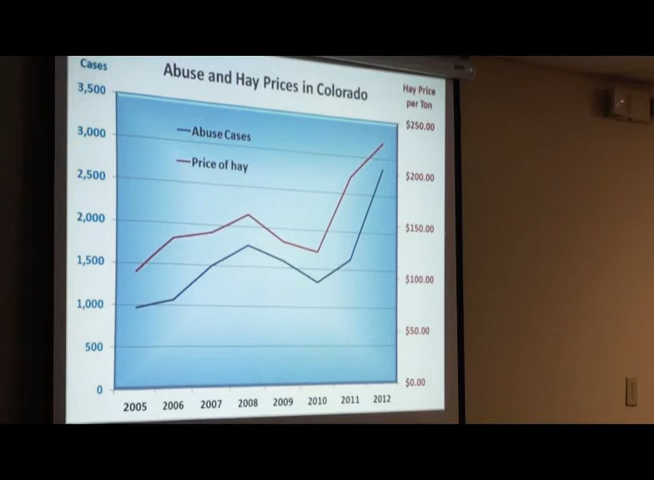 Cases
Abuse and Hay Prices in Colorado
Hay Price
per Ton
3,500
3,000
2,500
2,000
1,500
1,000
500
0
Abuse Cases
Price of hay
$250.00
$200.00
$150.00
$100.00
$50.00
$0.00
2005 2006 2007 2008 2009 2010 2011 2012